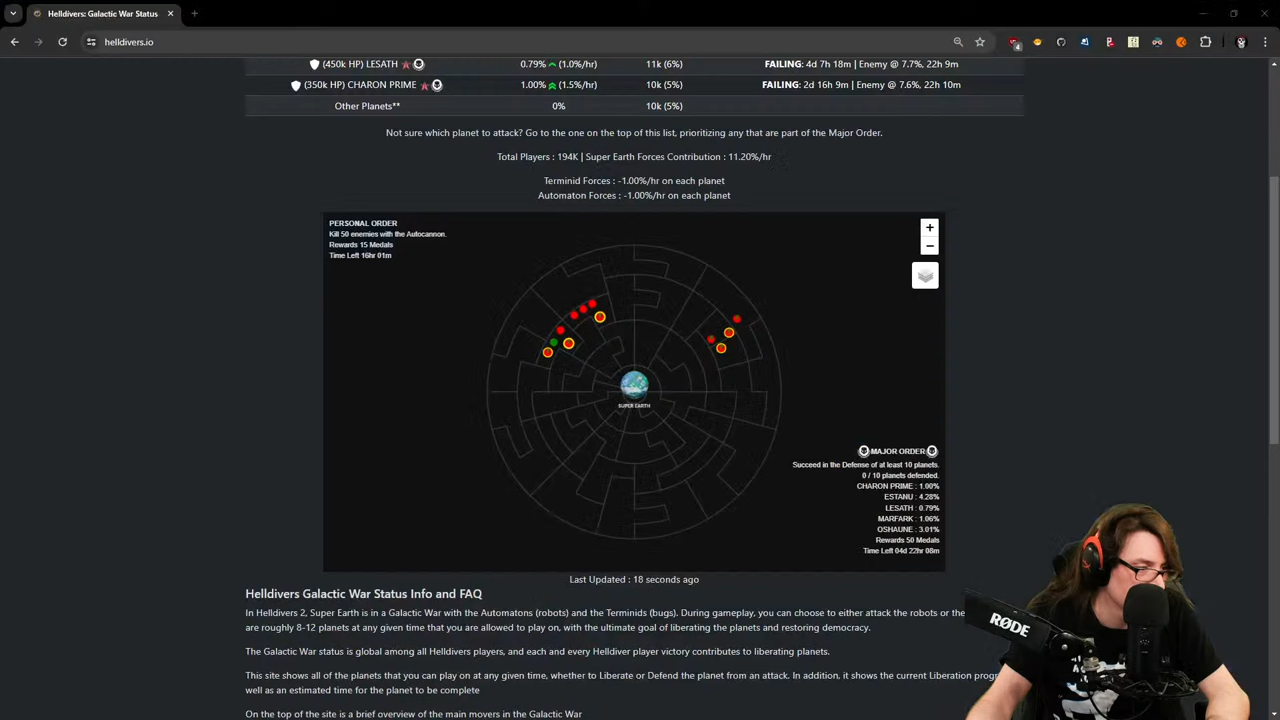 Helldivers: Galactic War Status
helldivers.io
4
(450k HP) LESATH 0.79% (1.0%/hr) 11k (6%) FAILING: 4d 7h 18m | Enemy @ 7.7%, 22h 9m
(350k HP) CHARON PRIME 1.00% (1.5%/hr) 10k (5%) FAILING: 2d 16h 9m | Enemy @ 7.6%, 22h 10m
Other Planets** 0% 10k (5%)
Not sure which planet to attack? Go to the one on the top of this list, prioritizing any that are part of the Major Order.
Total Players : 194K | Super Earth Forces Contribution : 11.20%/hr
Terminid Forces : -1.00%/hr on each planet
Automaton Forces : -1.00%/hr on each planet
PERSONAL ORDER
Kill 50 enemies with the Autocannon.
Rewards 15 Medals
Time Left 16hr 01m
+
−
SUPER EARTH
MAJOR ORDER
Succeed in the Defense of at least 10 planets.
0 / 10 planets defended.
CHARON PRIME : 1.00%
ESTANU : 4.28%
LESATH : 0.79%
MARFARK : 1.06%
OSHAUNE : 3.01%
Rewards 50 Medals
Time Left 04d 22hr 08m
Last Updated : 18 seconds ago
Helldivers Galactic War Status Info and FAQ
In Helldivers 2, Super Earth is in a Galactic War with the Automatons (robots) and the Terminids (bugs). During gameplay, you can choose to either attack the robots or the
are roughly 8-12 planets at any given time that you are allowed to play on, with the ultimate goal of liberating the planets and restoring democracy.
The Galactic War status is global among all Helldivers players, and each and every Helldiver player victory contributes to liberating planets.
This site shows all of the planets that you can play on at any given time, whether to Liberate or Defend the planet from an attack. In addition, it shows the current Liberation prog
well as an estimated time for the planet to be complete
On the top of the site is a brief overview of the main movers in the Galactic War
RØDE